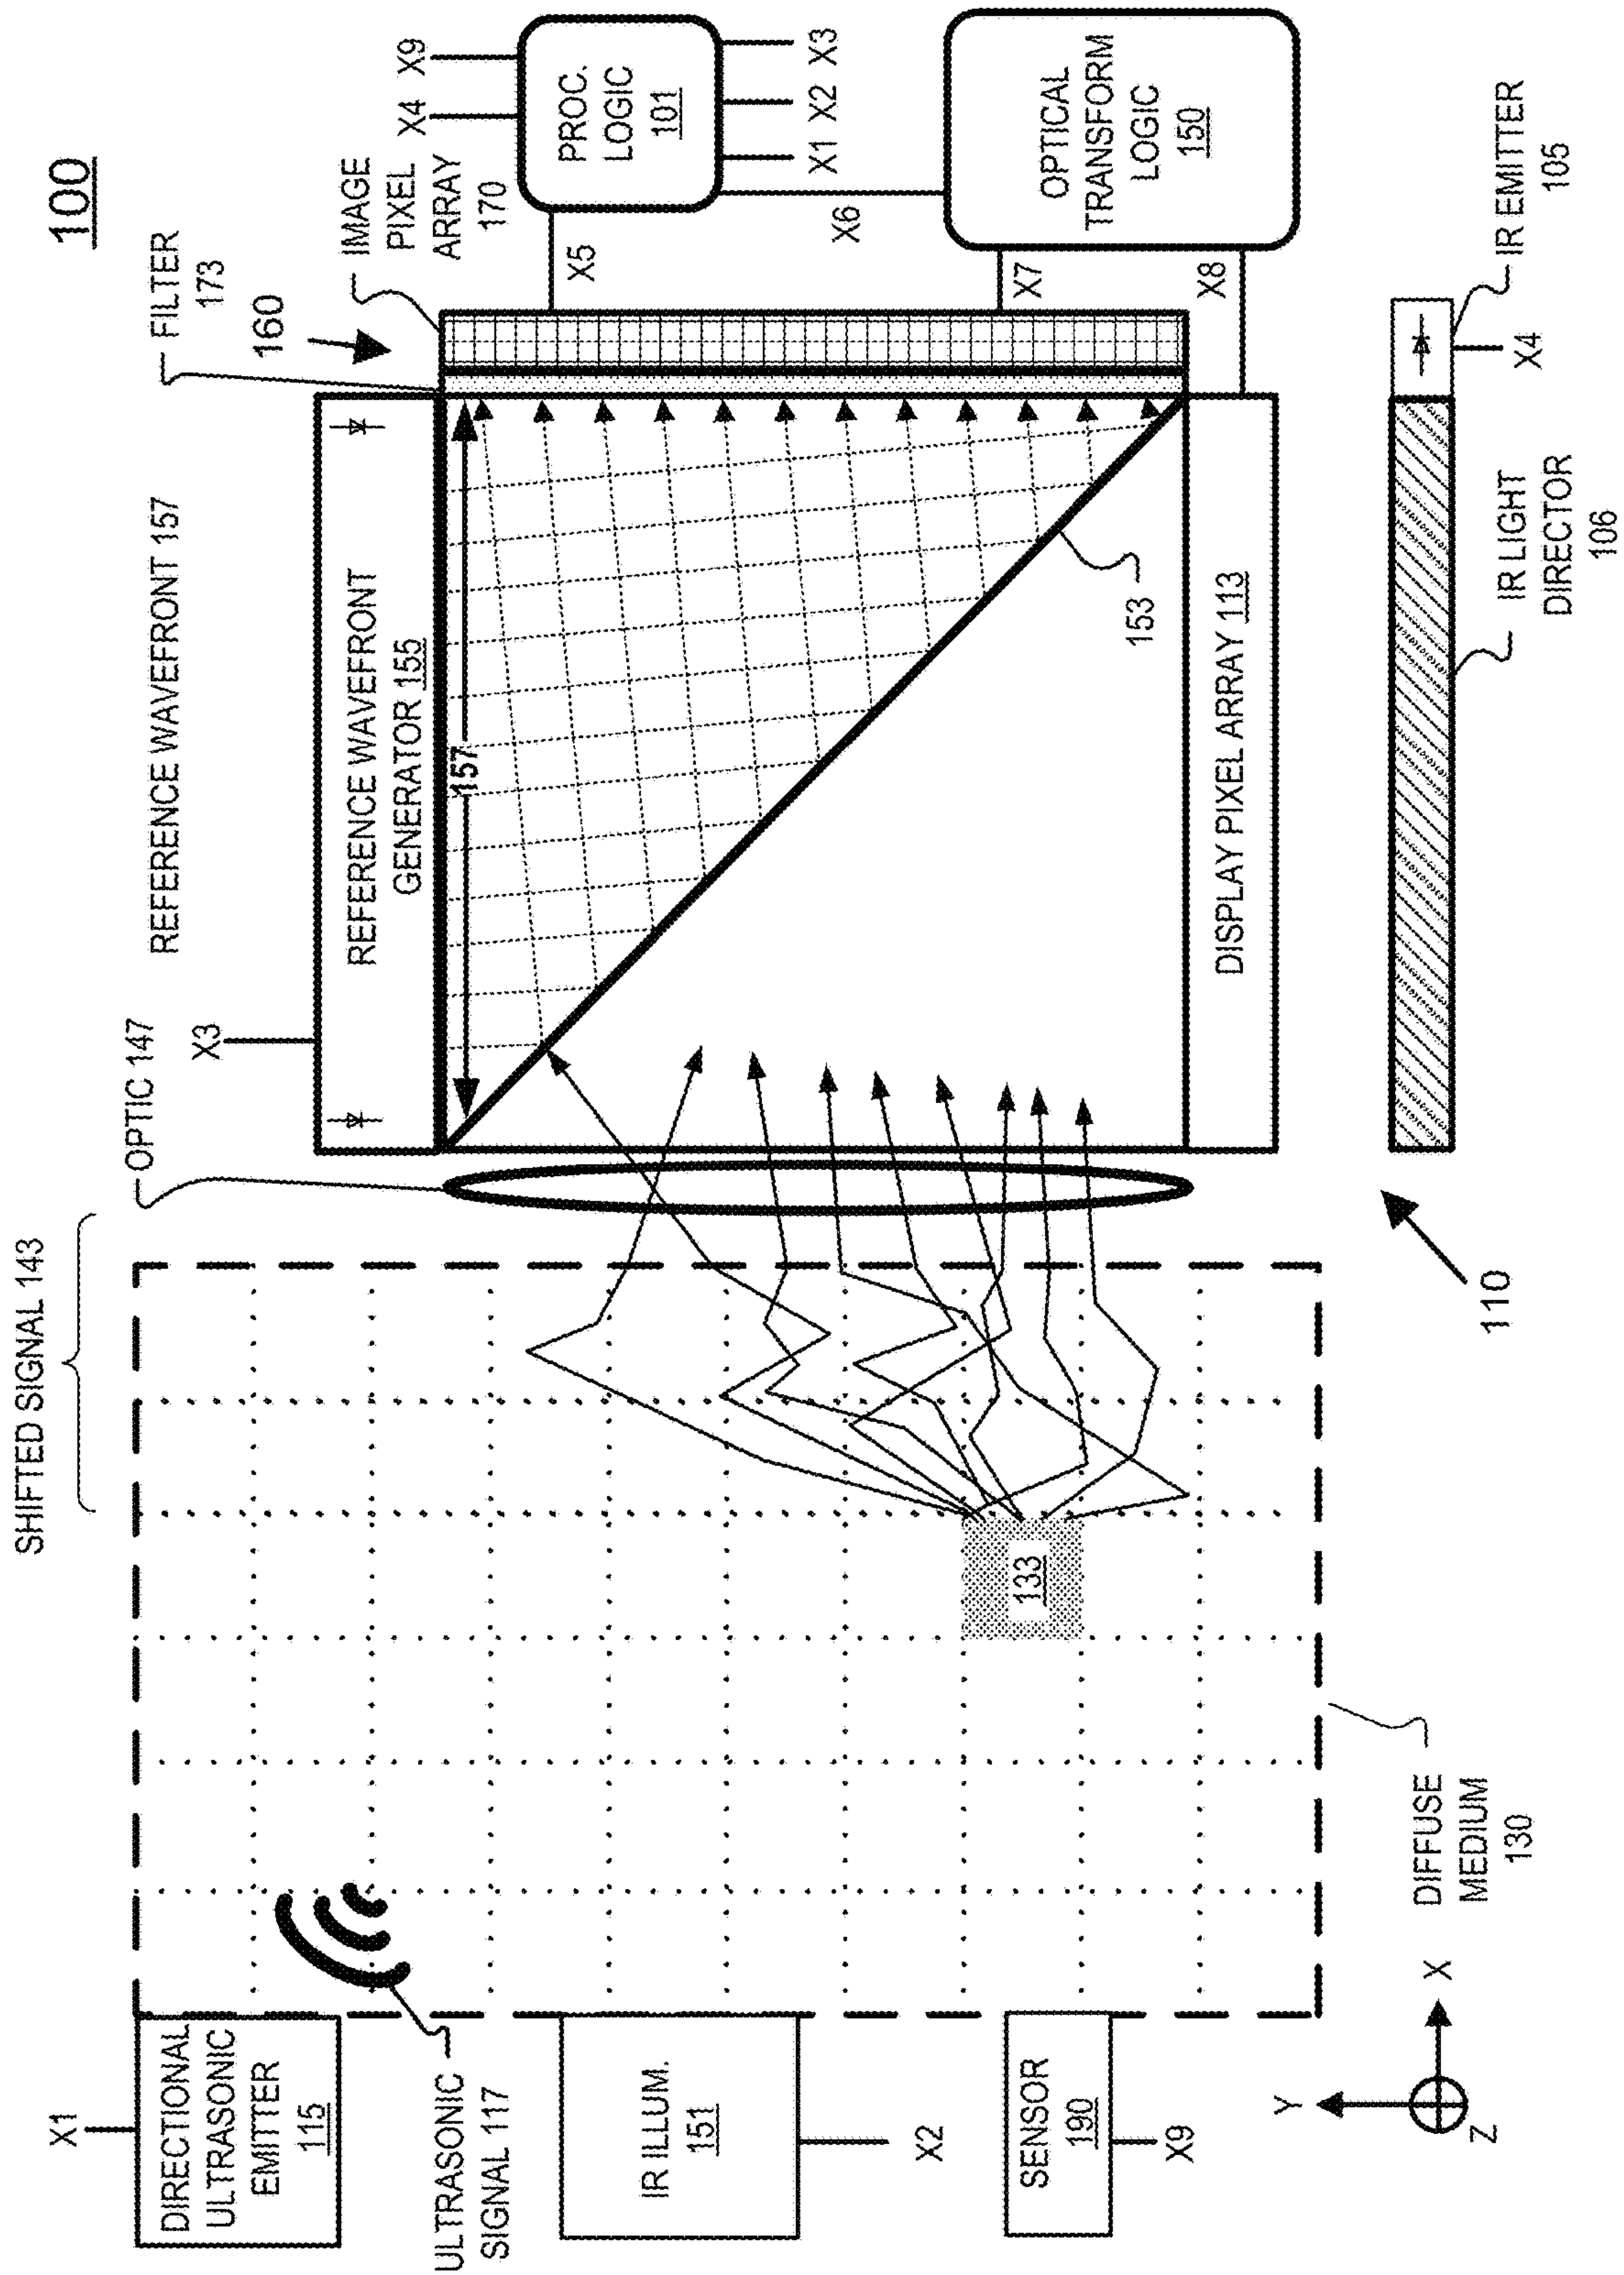 100
SHIFTED SIGNAL 143
OPTIC 147
REFERENCE WAVEFRONT 157
FILTER
173
160
IMAGE
PIXEL
ARRAY
170
X1
DIRECTIONAL
ULTRASONIC
EMITTER
115
ULTRASONIC
SIGNAL 117
IR ILLUM.
151
X2
SENSOR
190
X9
133
DIFFUSE
MEDIUM
130
Y
X
Z
X3
REFERENCE WAVEFRONT
GENERATOR 155
157
153
DISPLAY PIXEL ARRAY 113
110
X4
X9
PROC.
LOGIC
101
X1
X2
X3
X5
X6
OPTICAL
TRANSFORM
LOGIC
150
X7
X8
IR LIGHT
DIRECTOR
106
X4
IR EMITTER
105